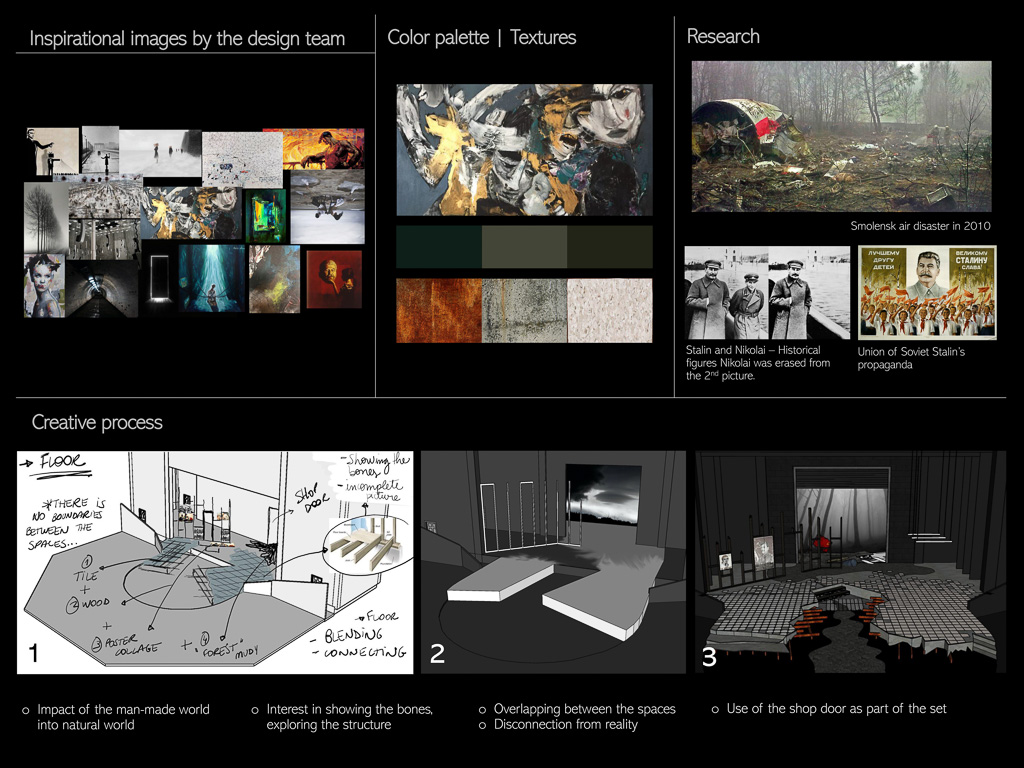 Inspirational images by the design team
Color palette | Textures
Research
Smolensk air disaster in 2010
ЛУЧШЕМУ
ДРУГУ
ДЕТЕЙ
ВЕЛИКОМУ
СТАЛИНУ
СЛАВА!
Stalin and Nikolai – Historical
figures Nikolai was erased from
the 2nd picture.
Union of Soviet Stalin's
propaganda
Creative process
→ FLOOR
*THERE IS
NO BOUNDARIES
BETWEEN THE
SPACES...
① TILE
+
② WOOD
+
③ POSTER
COLLAGE
+
④ "FOREST"
MUDY
- Showing the
bones
- incomplete
picture
SHOP
DOOR
→ FLOOR
- BLENDING
- CONNECTING
1
2
3
o Impact of the man-made world
into natural world
o Interest in showing the bones,
exploring the structure
o Overlapping between the spaces
o Disconnection from reality
o Use of the shop door as part of the set